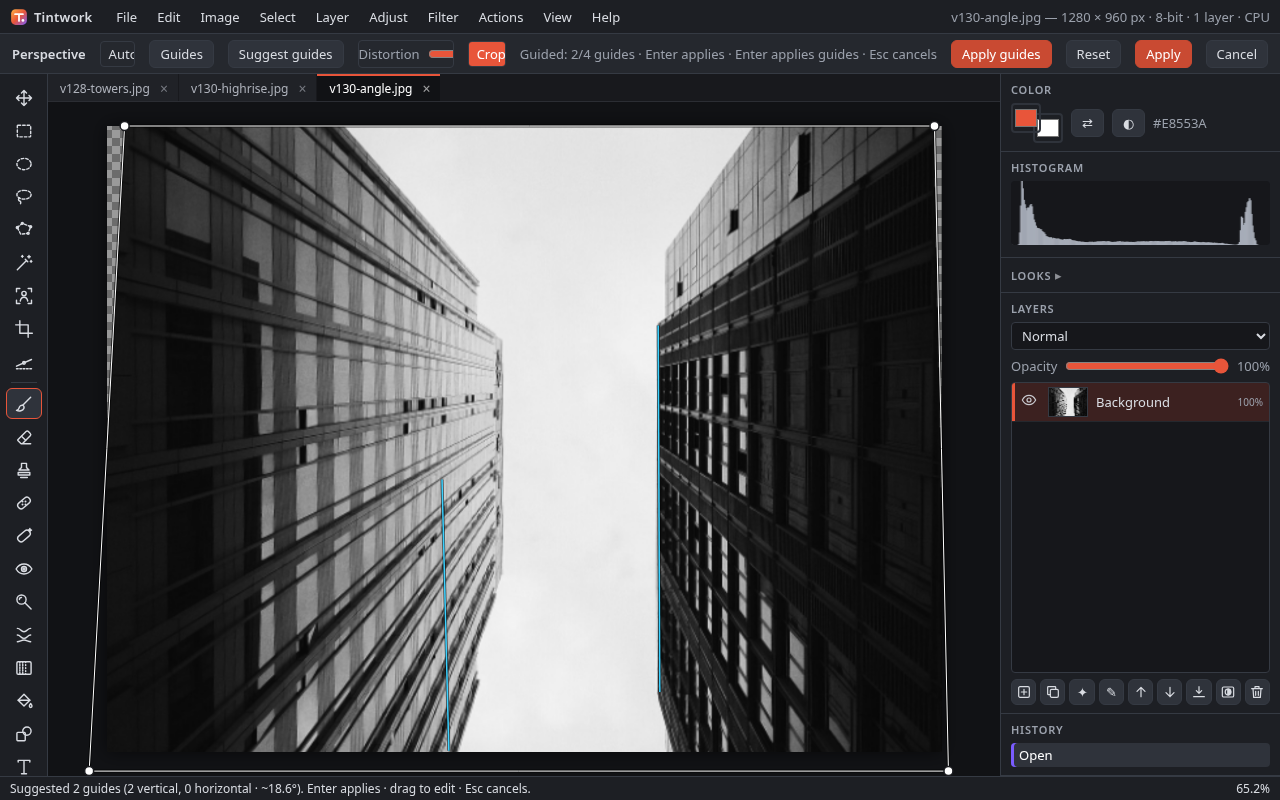 Tintwork File Edit Image Select Layer Adjust Filter Actions View Help v130-angle.jpg — 1280 × 960 px · 8-bit · 1 layer · CPU
Perspective Auto Guides Suggest guides Distortion Crop Guided: 2/4 guides · Enter applies · Enter applies guides · Esc cancels Apply guides Reset Apply Cancel
v128-towers.jpg × v130-highrise.jpg × v130-angle.jpg ×
COLOR
#E8553A
HISTOGRAM
LOOKS ▸
LAYERS
Normal
Opacity 100%
Background 100%
HISTORY
Open
Suggested 2 guides (2 vertical, 0 horizontal · ~18.6°). Enter applies · drag to edit · Esc cancels. 65.2%